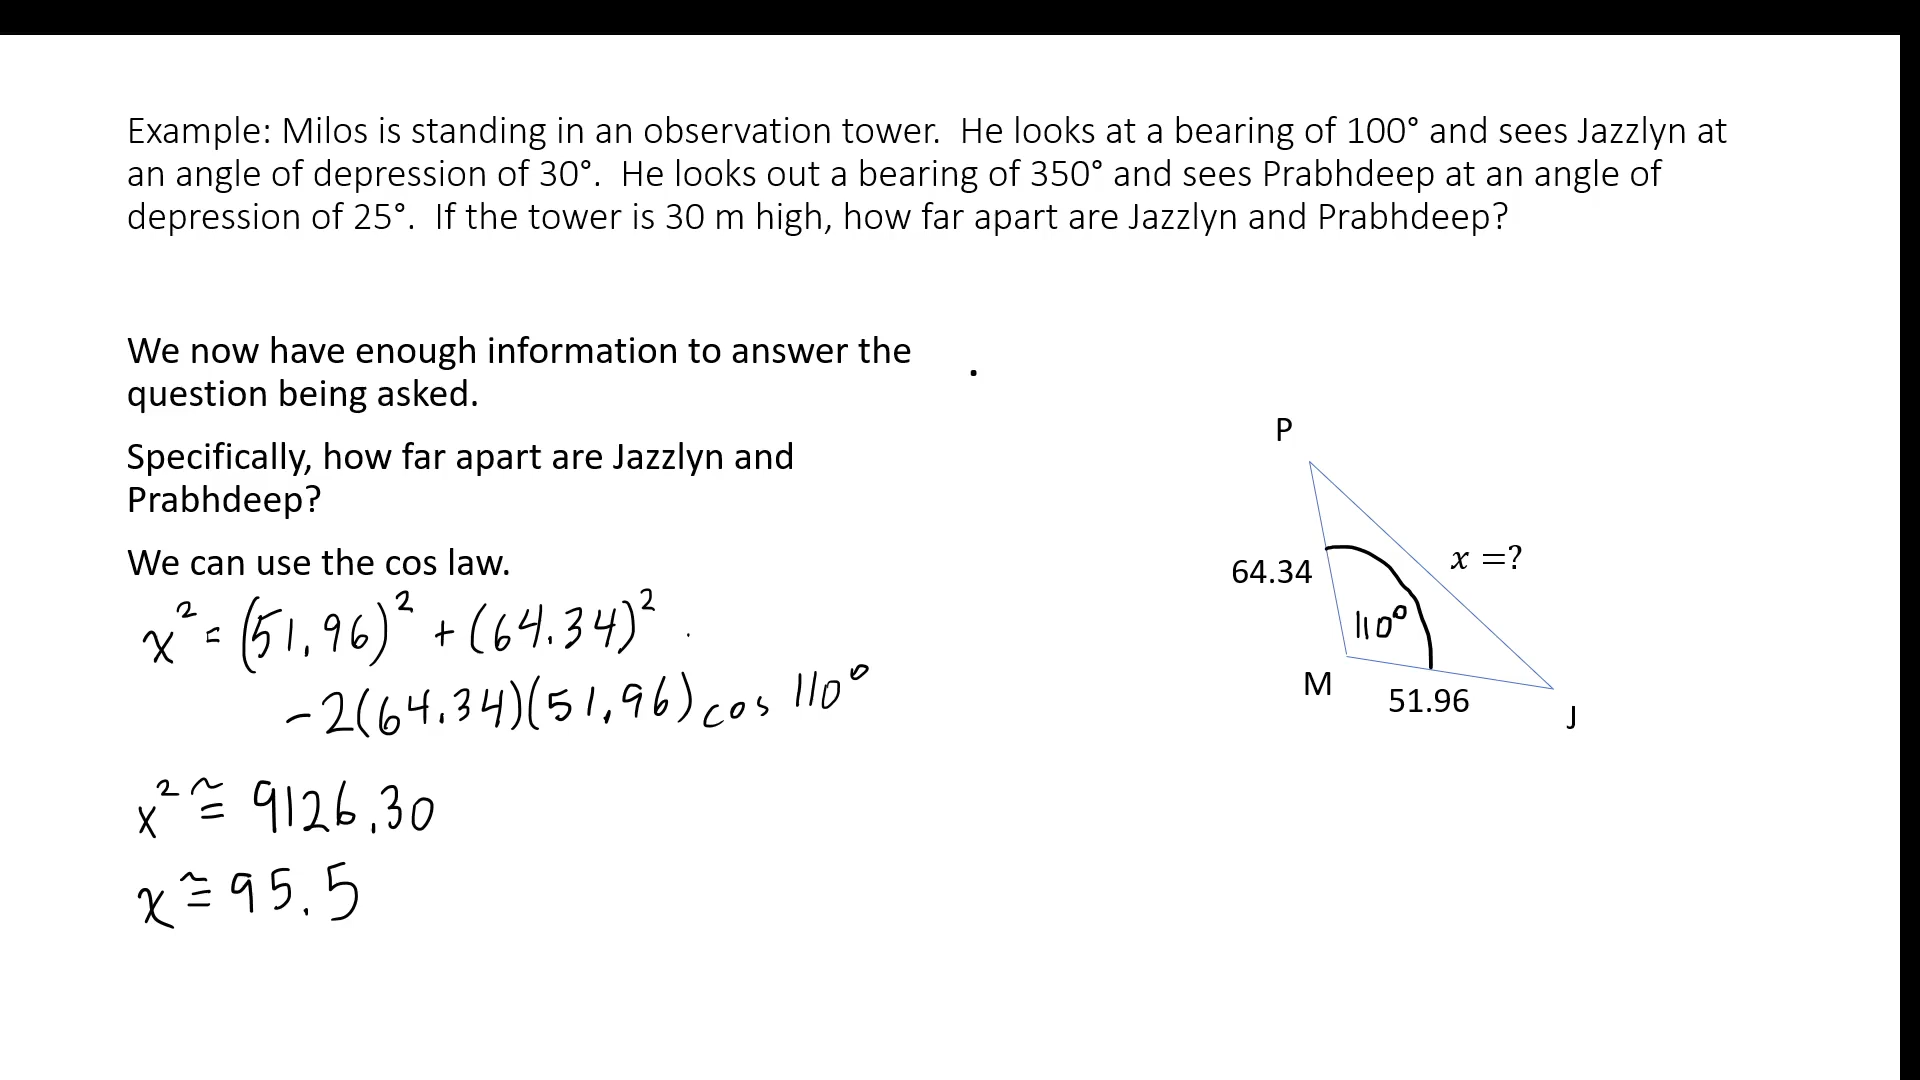 Example: Milos is standing in an observation tower.  He looks at a bearing of 100° and sees Jazzlyn at
an angle of depression of 30°.  He looks out a bearing of 350° and sees Prabhdeep at an angle of
depression of 25°.  If the tower is 30 m high, how far apart are Jazzlyn and Prabhdeep?
We now have enough information to answer the
question being asked.
Specifically, how far apart are Jazzlyn and
Prabhdeep?
We can use the cos law.
x² = (51.96)² + (64.34)²
- 2(64.34)(51.96) cos 110°
x² ≅ 9126.30
x ≅ 95.5
P
64.34
x =?
110°
M
51.96
J